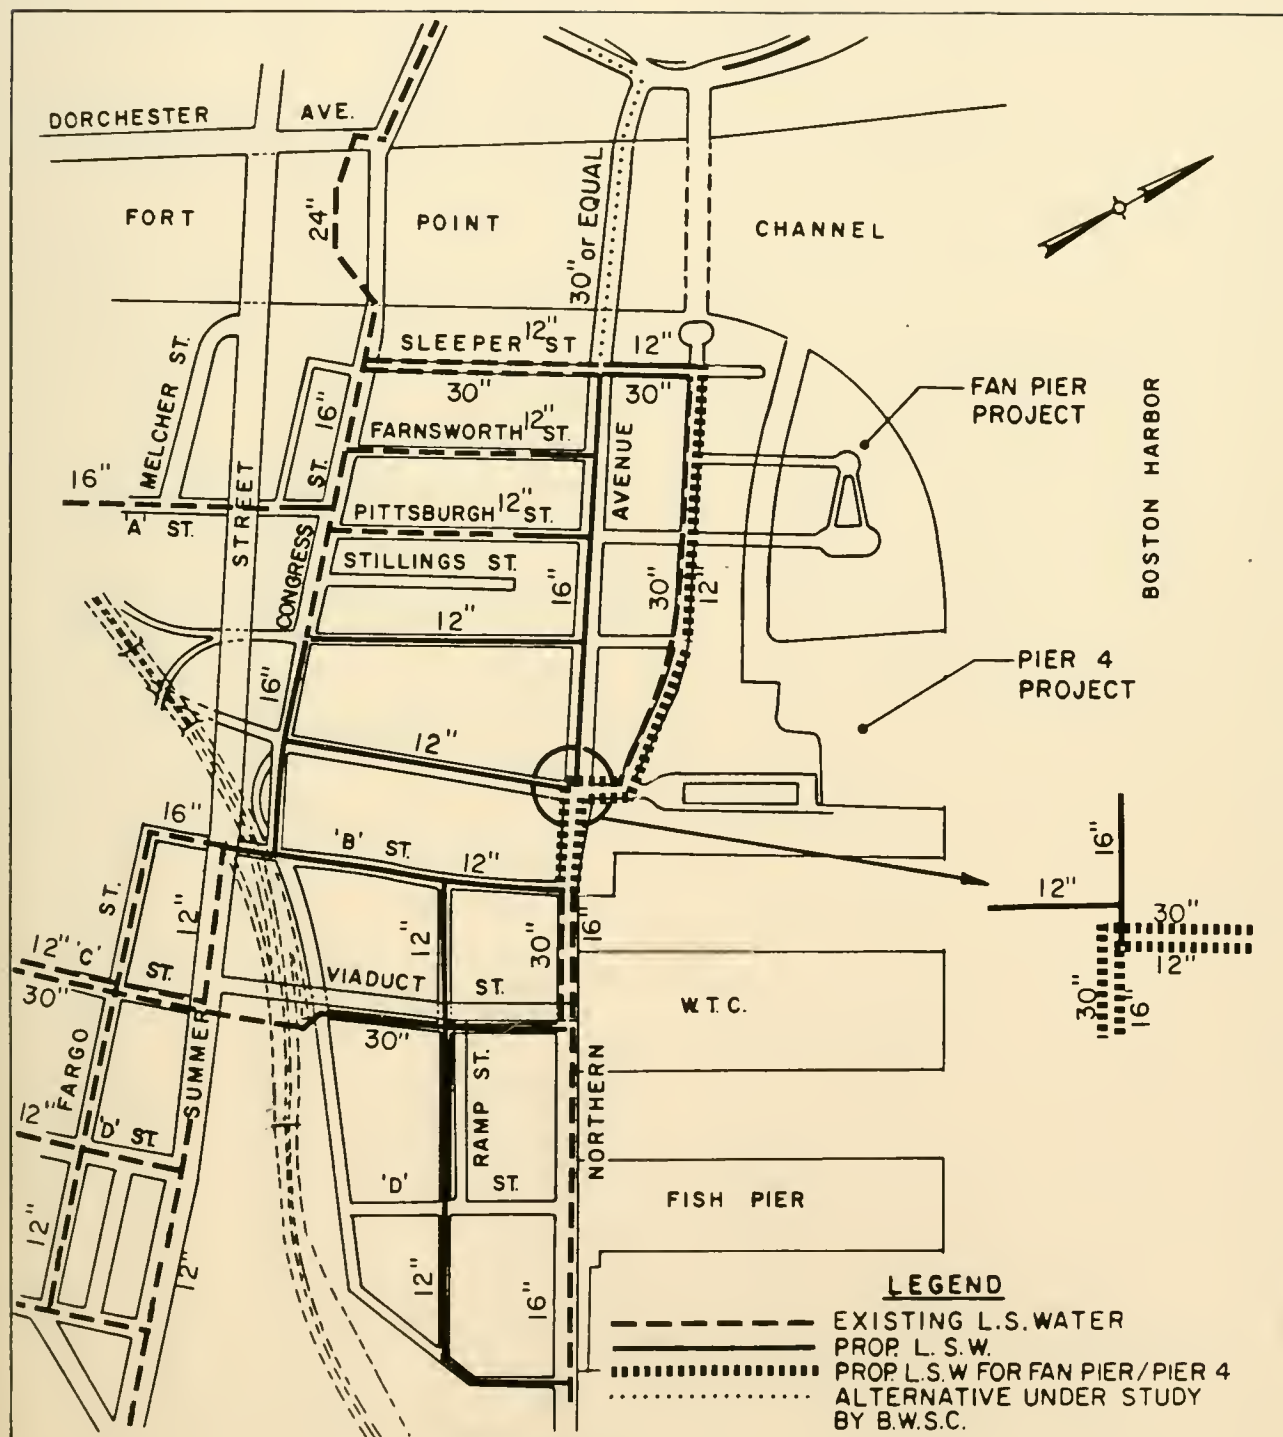 DORCHESTER AVE.
FORT POINT CHANNEL
24"
30" or EQUAL
MELCHER ST.
SLEEPER 12" ST
12"
30"
30"
16"
FARNSWORTH 12" ST.
FAN PIER
PROJECT
BOSTON HARBOR
16"
'A' ST.
STREET
ST.
CONGRESS
PITTSBURGH 12" ST.
AVENUE
STILLINGS ST.
16"
30"
12"
12"
16"
PIER 4
PROJECT
12"
16"
'B' ST.
12"
16"
12"
30"
12"
30"
16"
ST.
12"
12"
30"
16"
12" 'C' ST.
30"
VIADUCT ST.
W.T.C.
30"
FARGO
SUMMER
RAMP ST.
NORTHERN
12"
'D' ST.
'D' ST.
FISH PIER
12"
12"
12"
16"
LEGEND
EXISTING L.S. WATER
PROP. L. S. W.
PROP. L.S.W FOR FAN PIER/PIER 4
ALTERNATIVE UNDER STUDY
BY B.W.S.C.